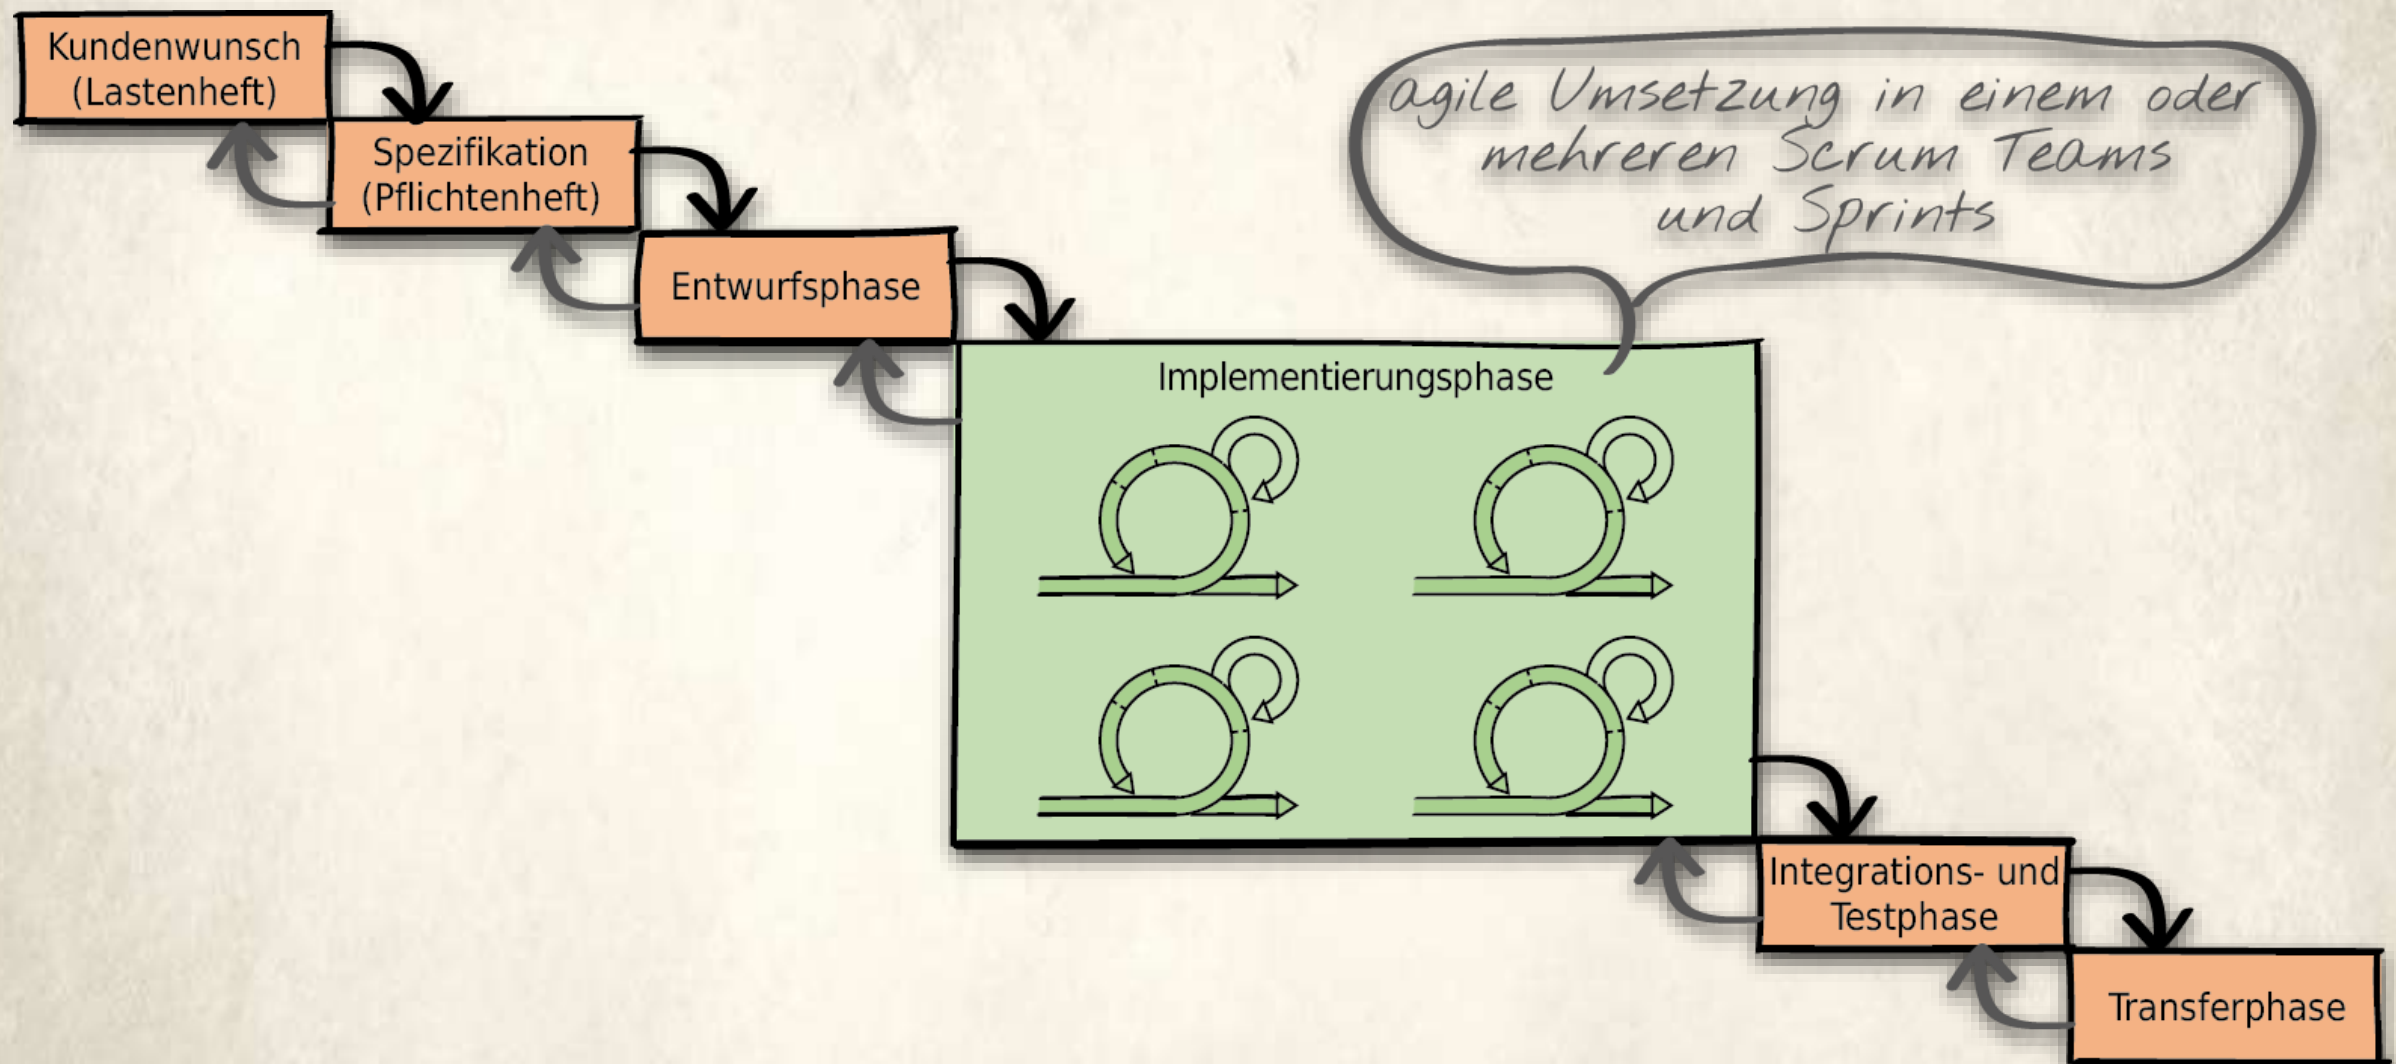 Kundenwunsch
(Lastenheft)
Spezifikation
(Pflichtenheft)
Entwurfsphase
agile Umsetzung in einem oder
mehreren Scrum Teams
und Sprints
Implementierungsphase
Integrations- und
Testphase
Transferphase